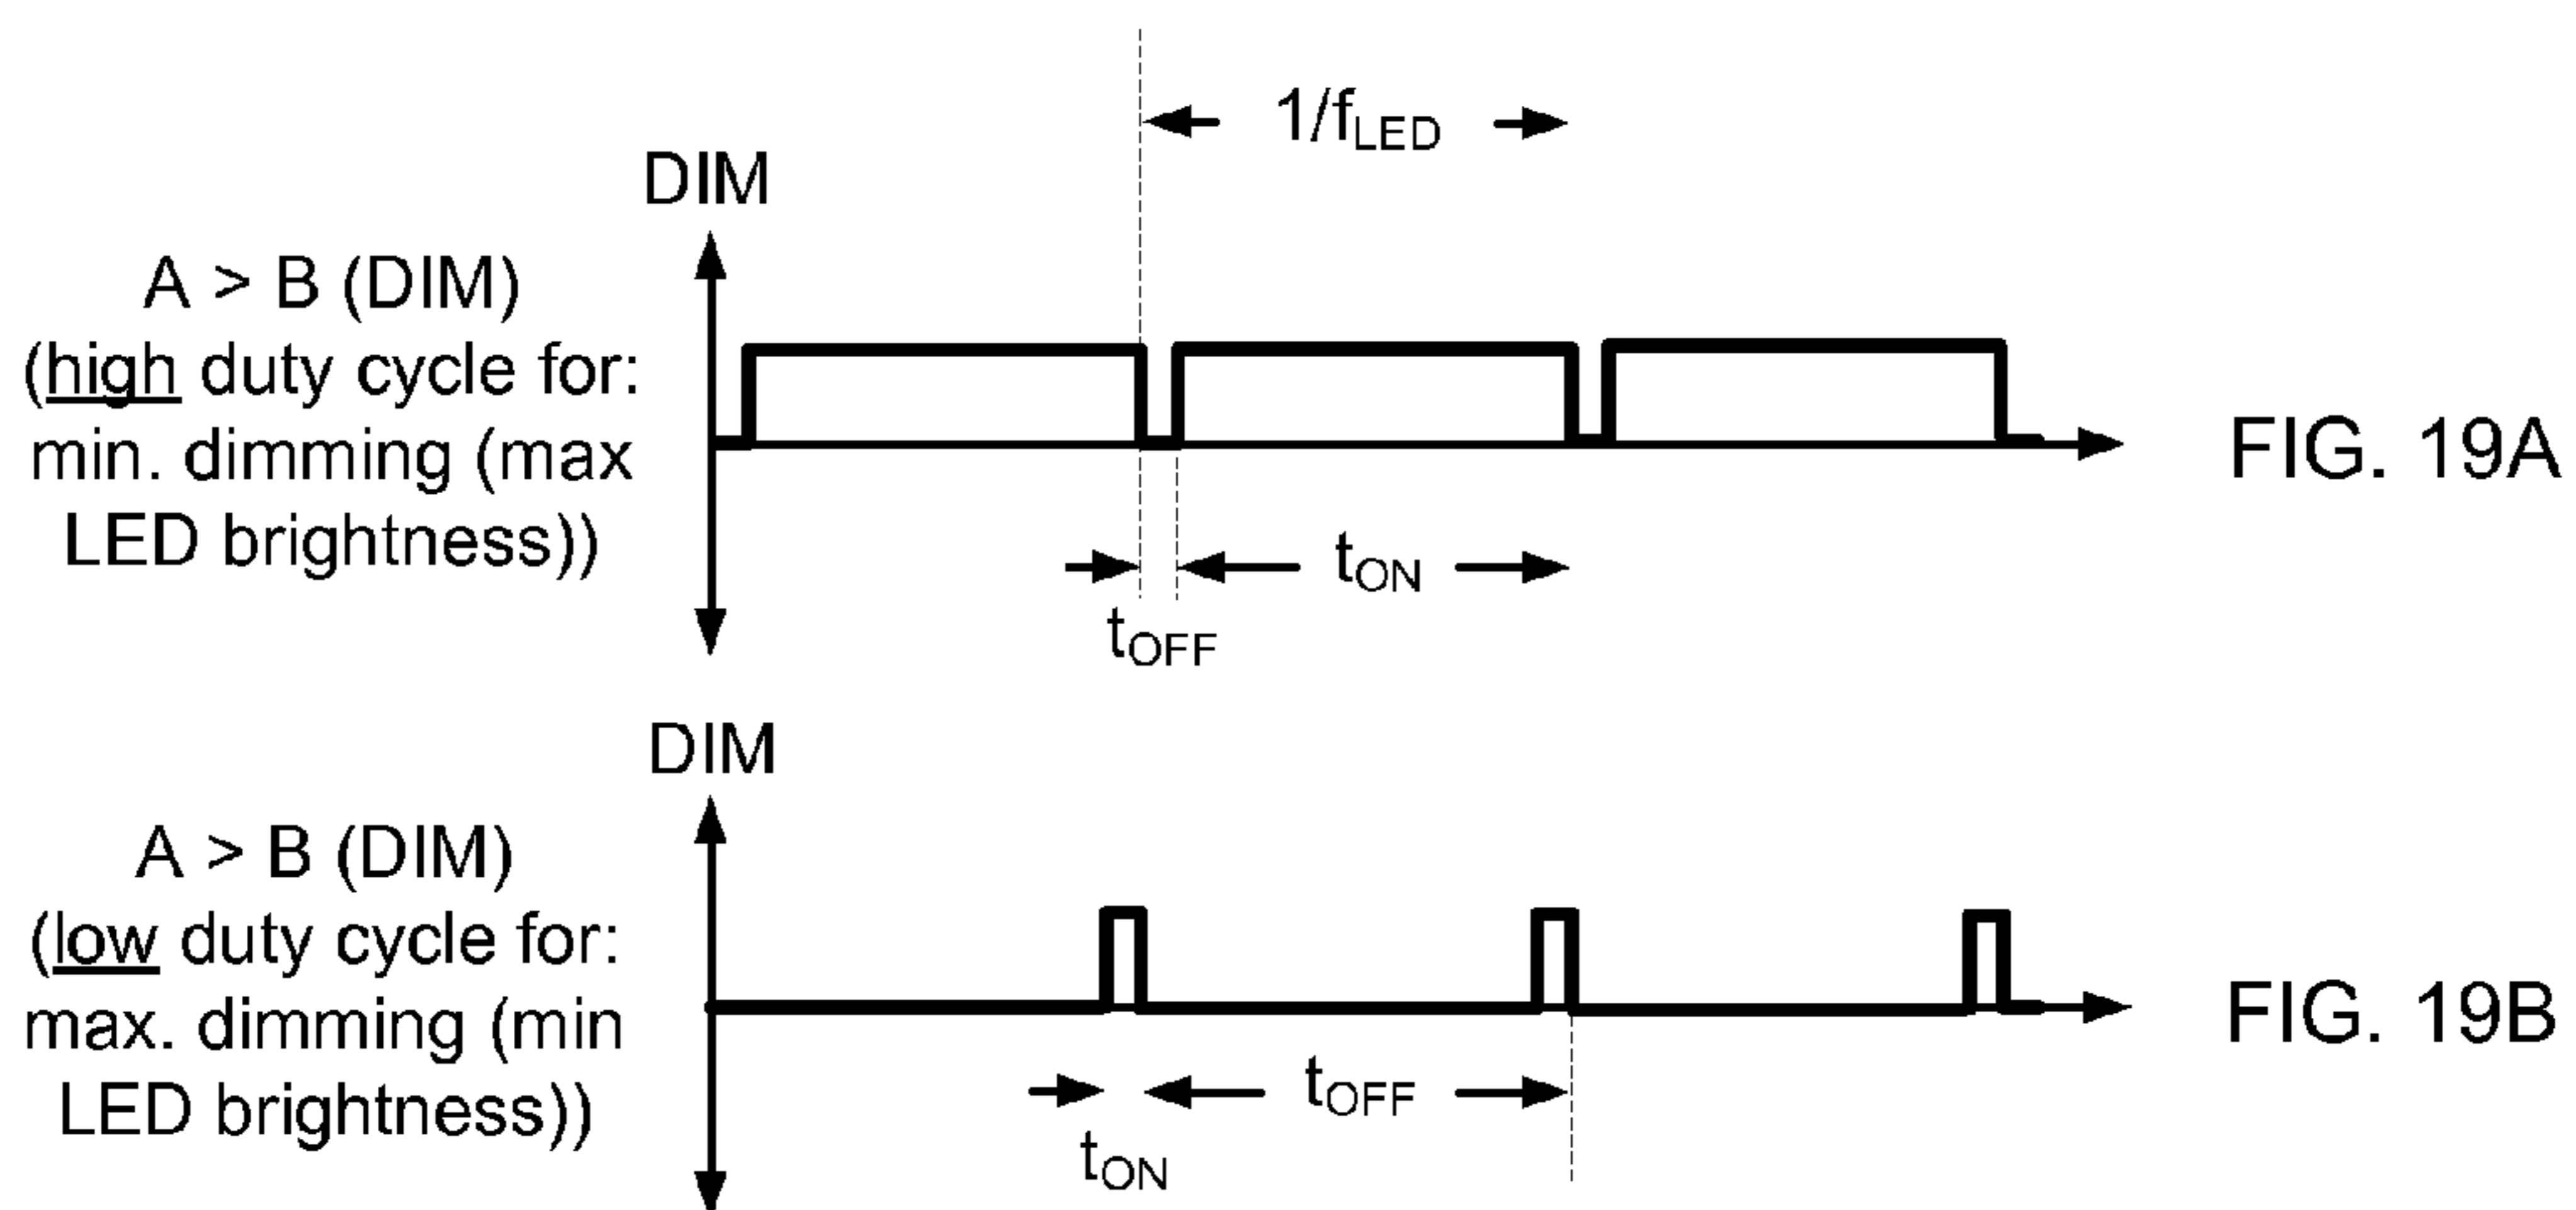 1/fLED
DIM
A > B (DIM)
(high duty cycle for:
min. dimming (max
LED brightness))
FIG. 19A
tON
tOFF
DIM
A > B (DIM)
(low duty cycle for:
max. dimming (min
LED brightness))
FIG. 19B
tOFF
tON